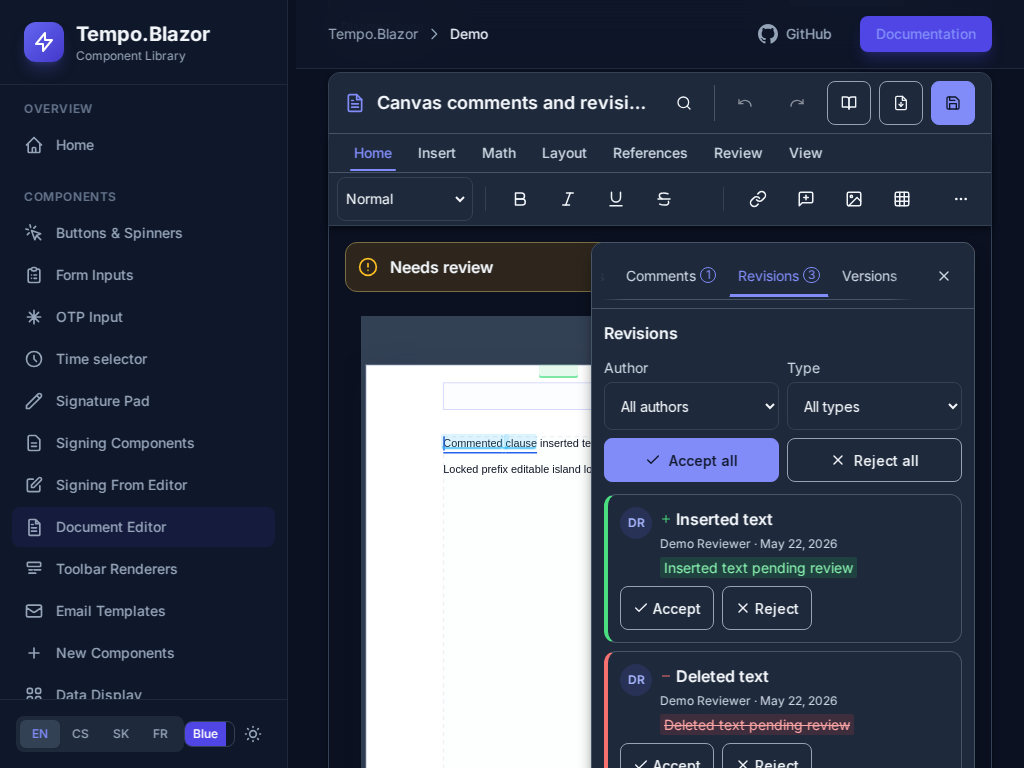 Tempo.Blazor
Component Library
OVERVIEW
Home
COMPONENTS
Buttons & Spinners
Form Inputs
OTP Input
Time selector
Signature Pad
Signing Components
Signing From Editor
Document Editor
Toolbar Renderers
Email Templates
New Components
Data Display
EN CS SK FR Blue
Tempo.Blazor Demo
GitHub
Documentation
Canvas comments and revisi...
Home Insert Math Layout References Review View
Normal
Needs review
Commented clause inserted te
Locked prefix editable island lo
Comments 1 Revisions 3 Versions
Revisions
Author Type
All authors All types
Accept all Reject all
DR + Inserted text
Demo Reviewer · May 22, 2026
Inserted text pending review
Accept Reject
DR − Deleted text
Demo Reviewer · May 22, 2026
Deleted text pending review
Accept Reject